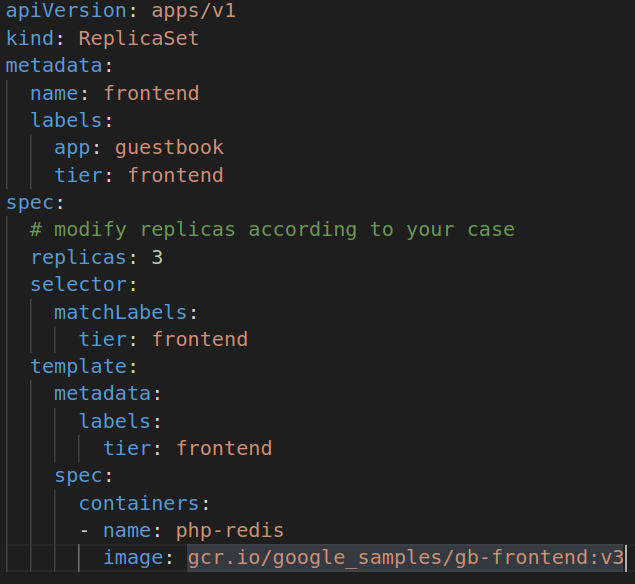 apiVersion: apps/v1
kind: ReplicaSet
metadata:
  name: frontend
  labels:
    app: guestbook
    tier: frontend
spec:
  # modify replicas according to your case
  replicas: 3
  selector:
    matchLabels:
      tier: frontend
  template:
    metadata:
      labels:
        tier: frontend
    spec:
      containers:
      - name: php-redis
        image: gcr.io/google_samples/gb-frontend:v3